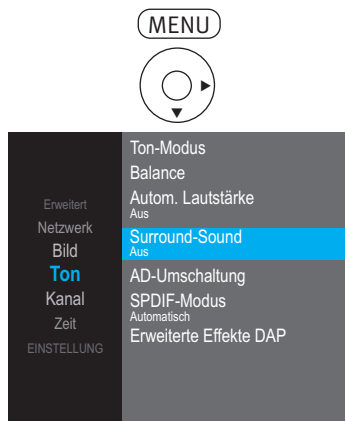 MENU
Erweitert
Netzwerk
Bild
Ton
Kanal
Zeit
EINSTELLUNG
Ton-Modus
Balance
Autom. Lautstärke
Aus
Surround-Sound
Aus
AD-Umschaltung
SPDIF-Modus
Automatisch
Erweiterte Effekte DAP